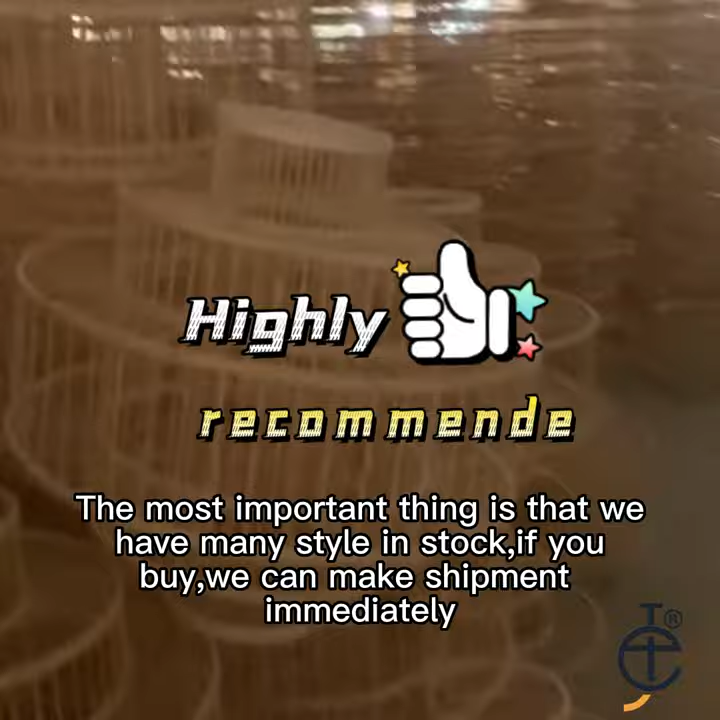 Highly
recommende
The most important thing is that we
have many style in stock,if you
buy,we can make shipment
immediately
®